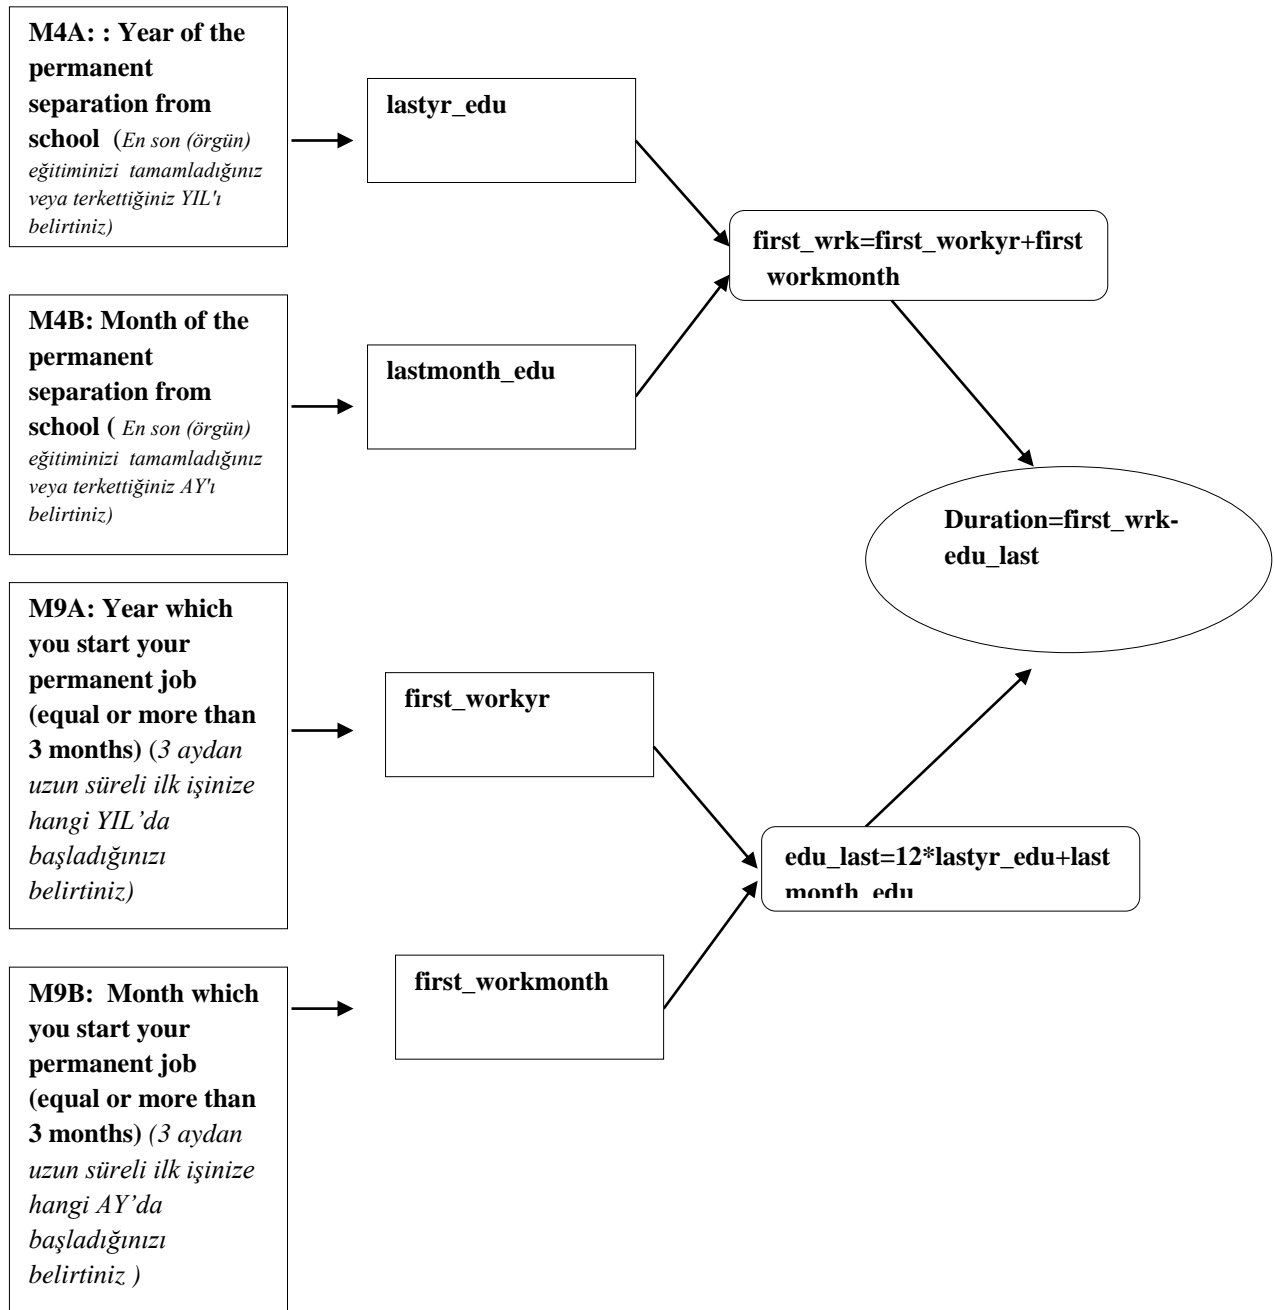 M4A: : Year of the
permanent
separation from
school (En son (örgün)
eğitiminizi tamamladığınız
veya terkettiğiniz YIL'ı
belirtiniz)
lastyr_edu
first_wrk=first_workyr+first
workmonth
M4B: Month of the
permanent
separation from
school ( En son (örgün)
eğitiminizi tamamladığınız
veya terkettiğiniz AY'ı
belirtiniz)
lastmonth_edu
Duration=first_wrk-
edu_last
M9A: Year which
you start your
permanent job
(equal or more than
3 months) (3 aydan
uzun süreli ilk işinize
hangi YIL’da
başladığınızı
belirtiniz)
first_workyr
edu_last=12*lastyr_edu+last
month_edu
M9B: Month which
you start your
permanent job
(equal or more than
3 months) (3 aydan
uzun süreli ilk işinize
hangi AY’da
başladığınızı
belirtiniz )
first_workmonth